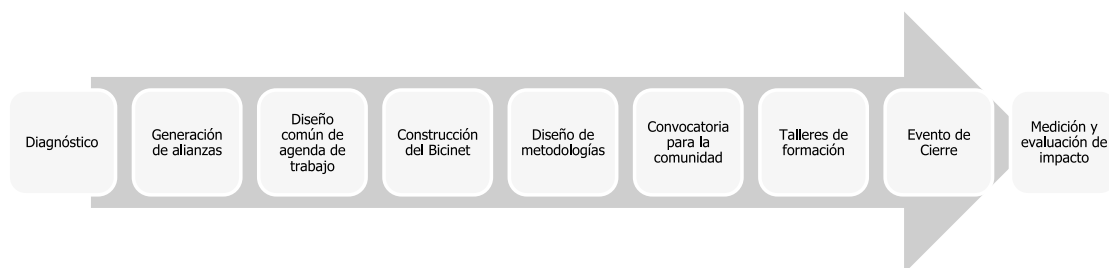 Diagnóstico
Generación
de alianzas
Diseño
común de
agenda de
trabajo
Construcción
del Bicinet
Diseño de
metodologías
Convocatoria
para la
comunidad
Talleres de
formación
Evento de
Cierre
Medición y
evaluación de
impacto